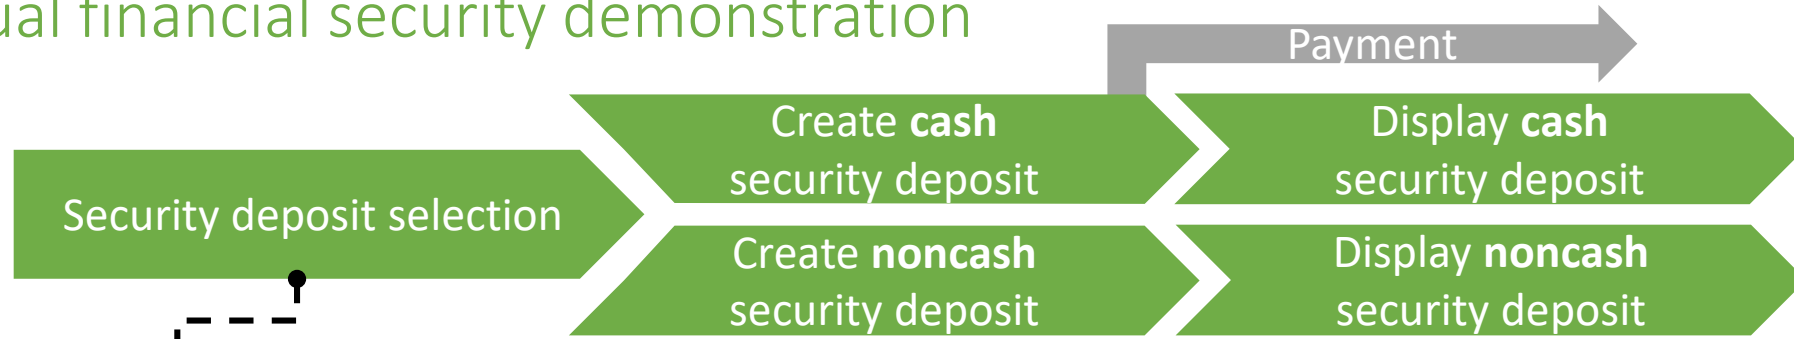 financial security demonstration
Payment
Security deposit selection
Create cash
security deposit
Display cash
security deposit
Create noncash
security deposit
Display noncash
security deposit